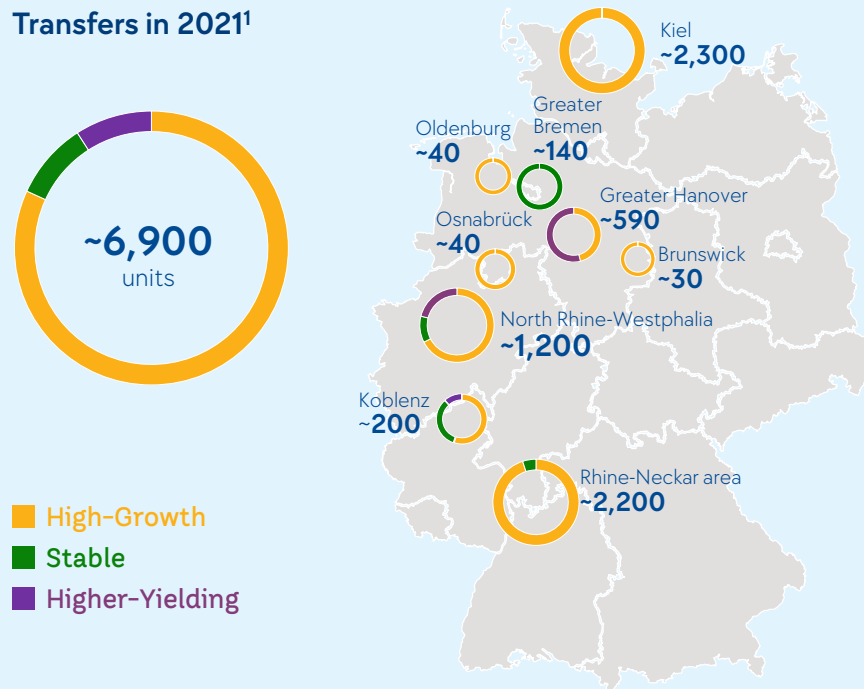 Transfers in 2021¹
~6,900
units
Kiel
~2,300
Greater
Bremen
~140
Oldenburg
~40
Greater Hanover
~590
Osnabrück
~40
Brunswick
~30
North Rhine-Westphalia
~1,200
Koblenz
~200
Rhine-Neckar area
~2,200
High-Growth
Stable
Higher-Yielding